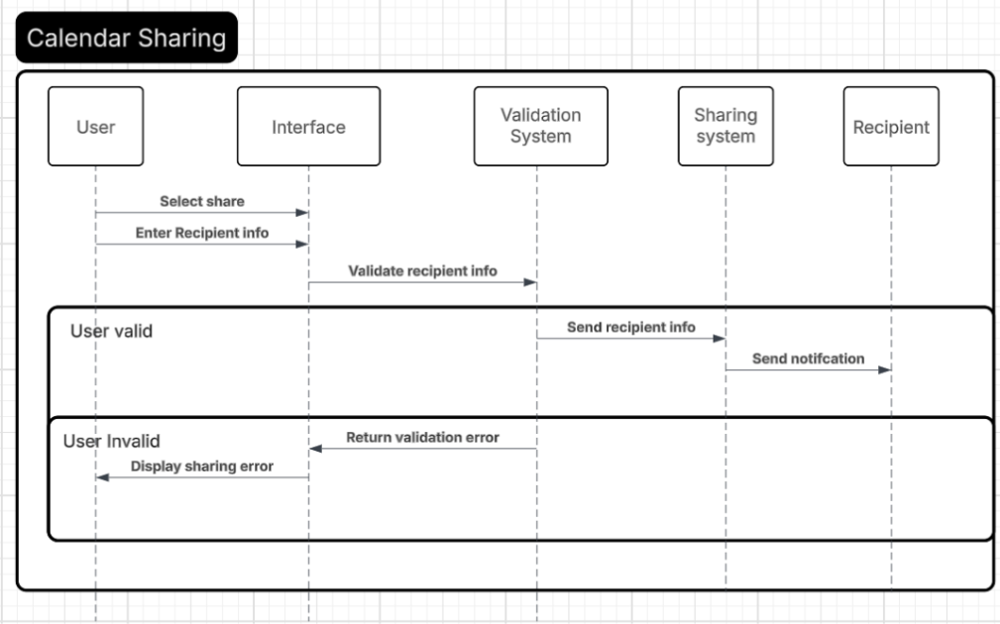 Calendar Sharing
User
Interface
Validation
System
Sharing
system
Recipient
Select share
Enter Recipient info
Validate recipient info
User valid
Send recipient info
Send notifcation
User Invalid
Return validation error
Display sharing error